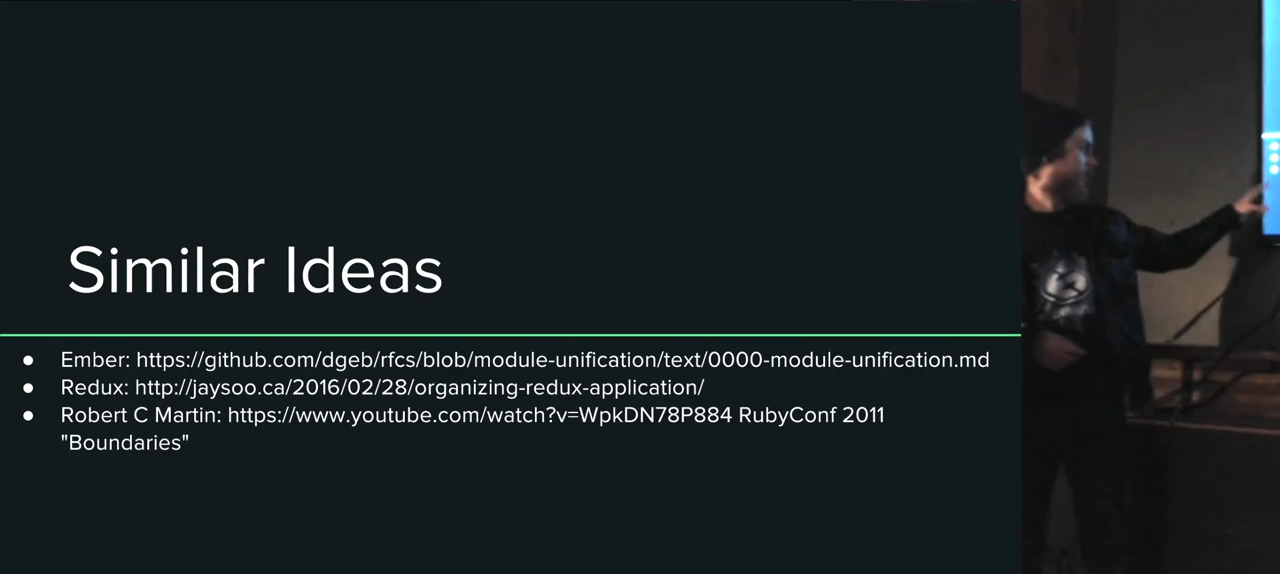 Similar Ideas
● Ember: https://github.com/dgeb/rfcs/blob/module-unification/text/0000-module-unification.md
● Redux: http://jaysoo.ca/2016/02/28/organizing-redux-application/
● Robert C Martin: https://www.youtube.com/watch?v=WpkDN78P884 RubyConf 2011
"Boundaries"